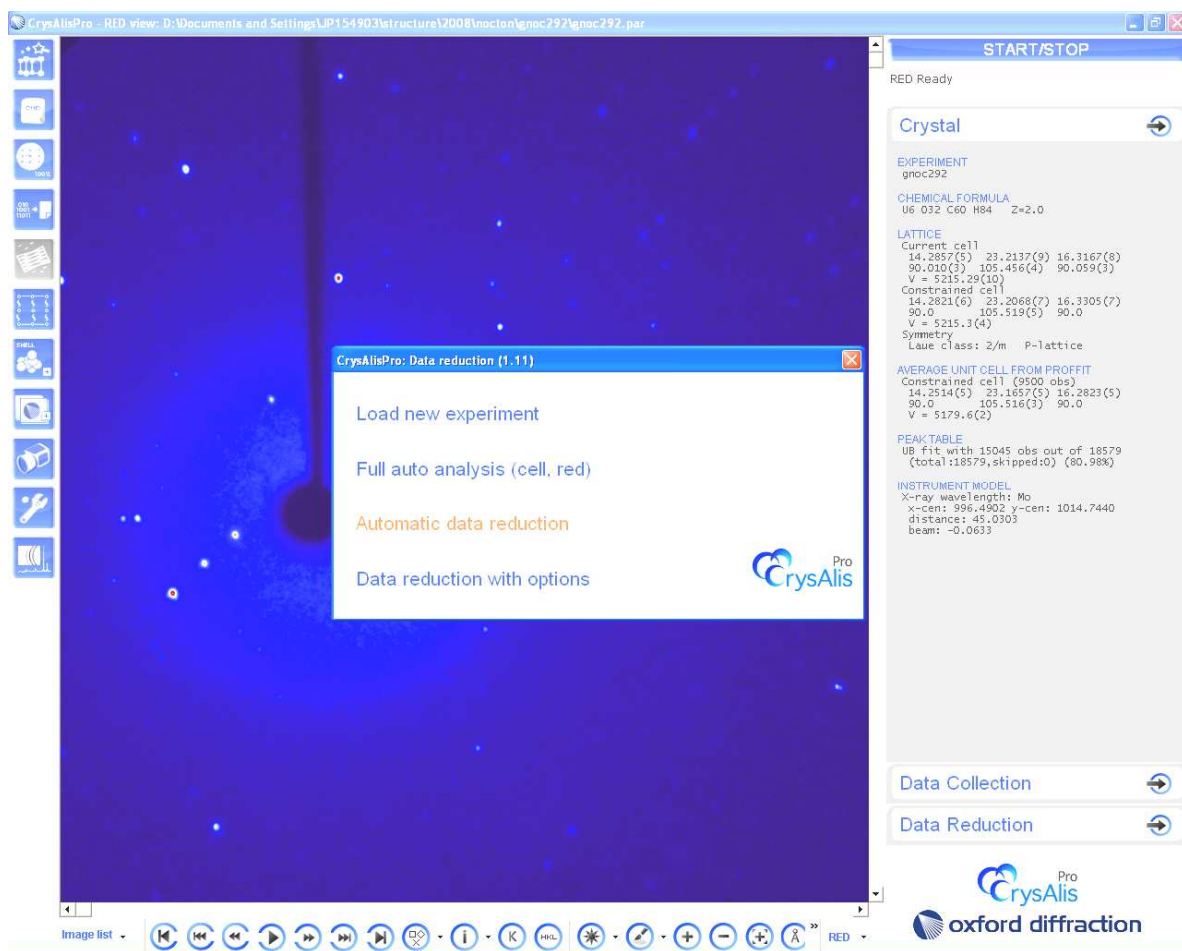 CrysAlisPro - RED view: D:\Documents and Settings\JP154903\structure\2008\nocton\gnoc292\gnoc292.par
START/STOP
RED Ready
Crystal
EXPERIMENT
gnoc292
CHEMICAL FORMULA
U6 O32 C60 H84 Z=2.0
LATTICE
Current cell
14.2857(5) 23.2137(9) 16.3167(8)
90.010(3) 105.456(4) 90.059(3)
V = 5215.29(10)
Constrained cell
14.2821(6) 23.2068(7) 16.3305(7)
90.0 105.519(5) 90.0
V = 5215.3(4)
Symmetry
Laue class: 2/m P-lattice
AVERAGE UNIT CELL FROM PROFFIT
Constrained cell (9500 obs)
14.2514(5) 23.1657(5) 16.2823(5)
90.0 105.516(3) 90.0
V = 5179.6(2)
PEAK TABLE
UB fit with 15045 obs out of 18579
(total:18579,skipped:0) (80.98%)
INSTRUMENT MODEL
X-ray wavelength: Mo
x-cen: 996.4902 y-cen: 1014.7440
distance: 45.0303
beam: -0.0633
CrysAlisPro: Data reduction (1.11)
Load new experiment
Full auto analysis (cell, red)
Automatic data reduction
Data reduction with options
CrysAlis Pro
Data Collection
Data Reduction
CrysAlis Pro
oxford diffraction
Image list
i
K
HKL
Å
»
RED
SHELL
100%